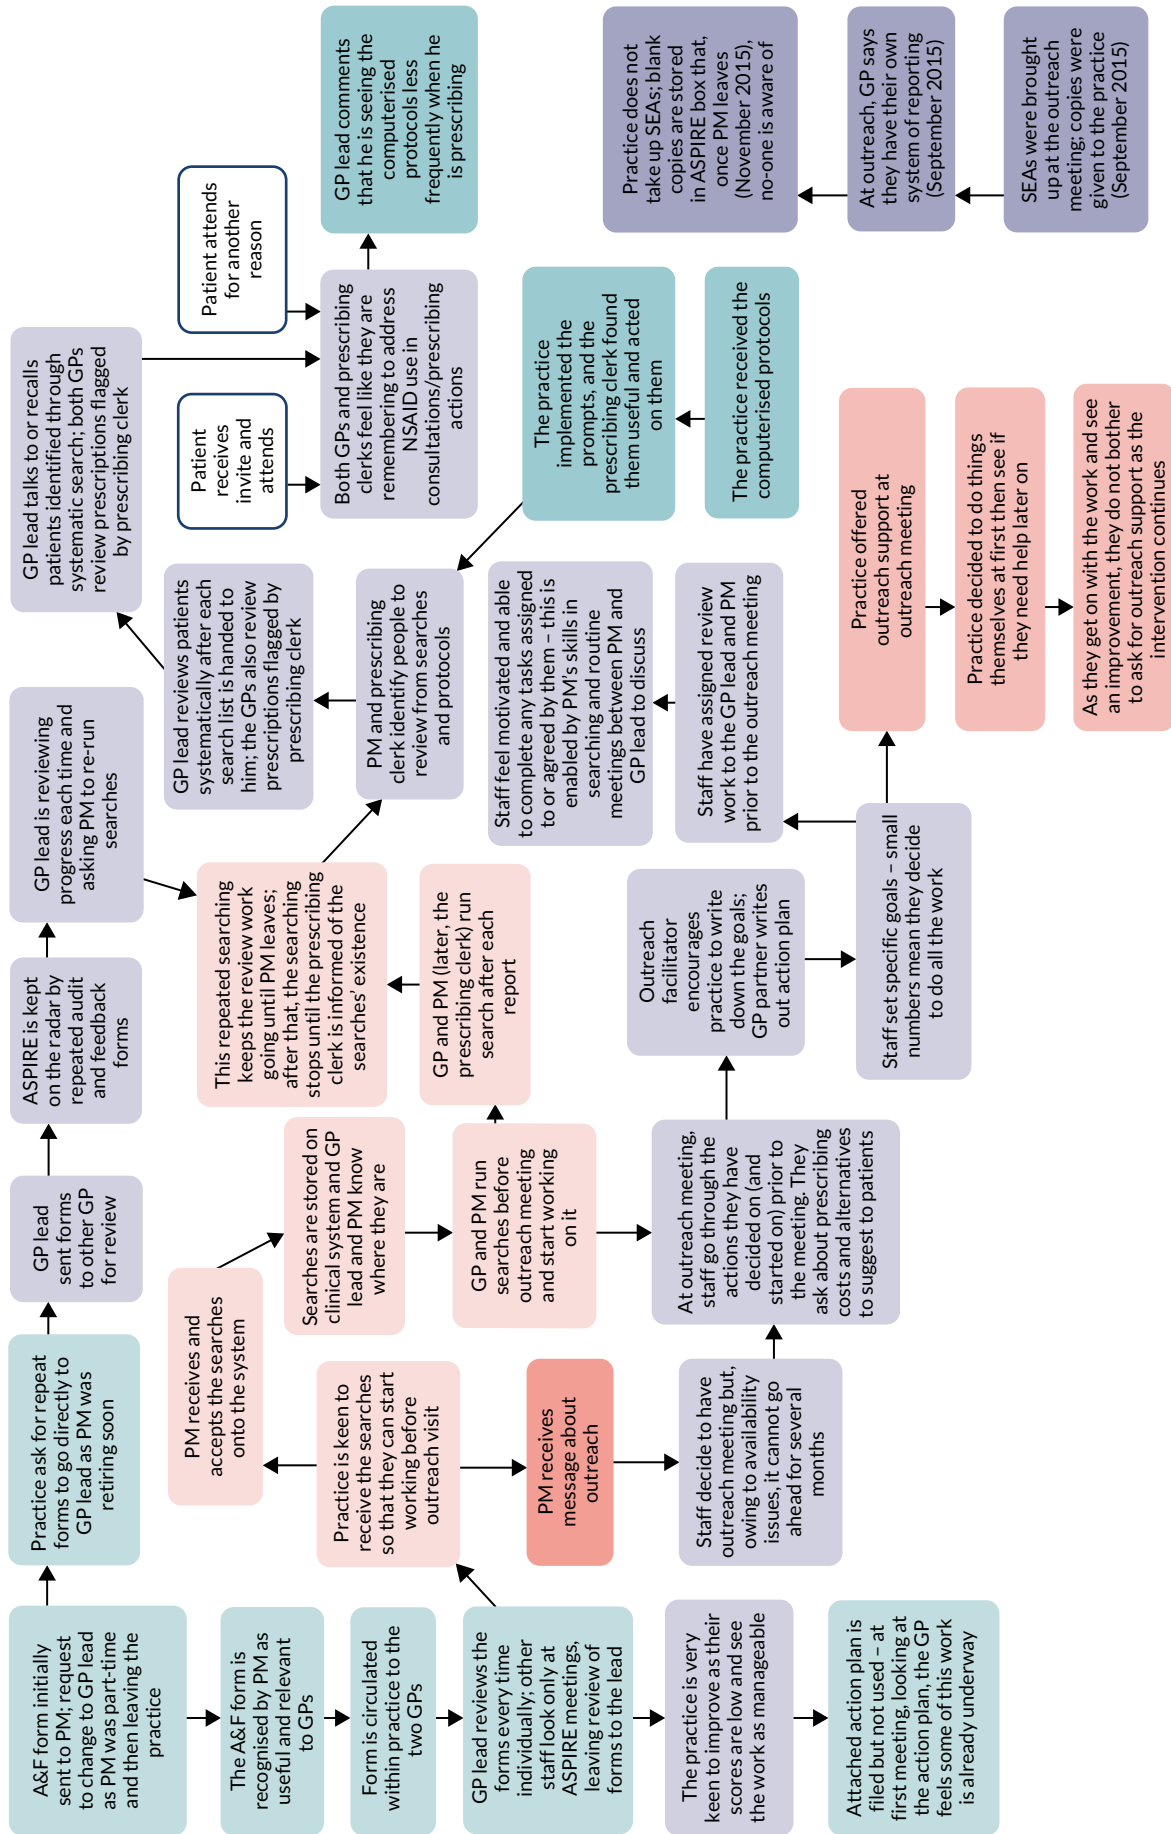 A&F form initially
sent to PM; request
to change to GP lead
as PM was part-time
and then leaving the
practice
The A&F form is
recognised by PM as
useful and relevant
to GPs
Form is circulated
within practice to the
two GPs
GP lead reviews the
forms every time
individually; other
staff look only at
ASPIRE meetings,
leaving review of
forms to the lead
The practice is very
keen to improve as their
scores are low and see
the work as manageable
Attached action plan is
filed but not used – at
first meeting, looking at
the action plan, the GP
feels some of this work
is already underway
Practice ask for repeat
forms to go directly to
GP lead as PM was
retiring soon
GP lead
sent forms
to other GP
for review
ASPIRE is kept
on the radar by
repeated audit
and feedback
forms
GP lead is reviewing
progress each time and
asking PM to re-run
searches
Practice is keen to
receive the searches
so that they can start
working before
outreach visit
PM receives and
accepts the searches
onto the system
Searches are stored on
clinical system and GP
lead and PM know
where they are
GP and PM run
searches before
outreach meeting
and start working
on it
GP and PM (later, the
prescribing clerk) run
search after each
report
This repeated searching
keeps the review work
going until PM leaves;
after that, the searching
stops until the prescribing
clerk is informed of the
searches’ existence
PM receives
message about
outreach
Staff decide to have
outreach meeting but,
owing to availability
issues, it cannot go
ahead for several
months
At outreach meeting,
staff go through the
actions they have
decided on (and
started on) prior to
the meeting. They
ask about prescribing
costs and alternatives
to suggest to patients
Outreach
facilitator
encourages
practice to write
down the goals;
GP partner writes
out action plan
Staff set specific goals – small
numbers mean they decide
to do all the work
Staff have assigned review
work to the GP lead and PM
prior to the outreach meeting
Staff feel motivated and able
to complete any tasks assigned
to or agreed by them – this is
enabled by PM’s skills in
searching and routine
meetings between PM and
GP lead to discuss
Practice offered
outreach support at
outreach meeting
Practice decided to do things
themselves at first then see if
they need help later on
As they get on with the work and see
an improvement, they do not bother
to ask for outreach support as the
intervention continues
PM and prescribing
clerk identify people to
review from searches
and protocols
GP lead reviews patients
systematically after each
search list is handed to
him; the GPs also review
prescriptions flagged by
prescribing clerk
GP lead talks to or recalls
patients identified through
systematic search; both GPs
review prescriptions flagged
by prescribing clerk
Patient
receives
invite and
attends
Patient attends
for another
reason
Both GPs and prescribing
clerks feel like they are
remembering to address
NSAID use in
consultations/prescribing
actions
GP lead comments
that he is seeing the
computerised
protocols less
frequently when he
is prescribing
The practice
implemented the
prompts, and the
prescribing clerk found
them useful and acted
on them
The practice received the
computerised protocols
Practice does not
take up SEAs; blank
copies are stored
in ASPIRE box that,
once PM leaves
(November 2015),
no-one is aware of
At outreach, GP says
they have their own
system of reporting
(September 2015)
SEAs were brought
up at the outreach
meeting; copies were
given to the practice
(September 2015)